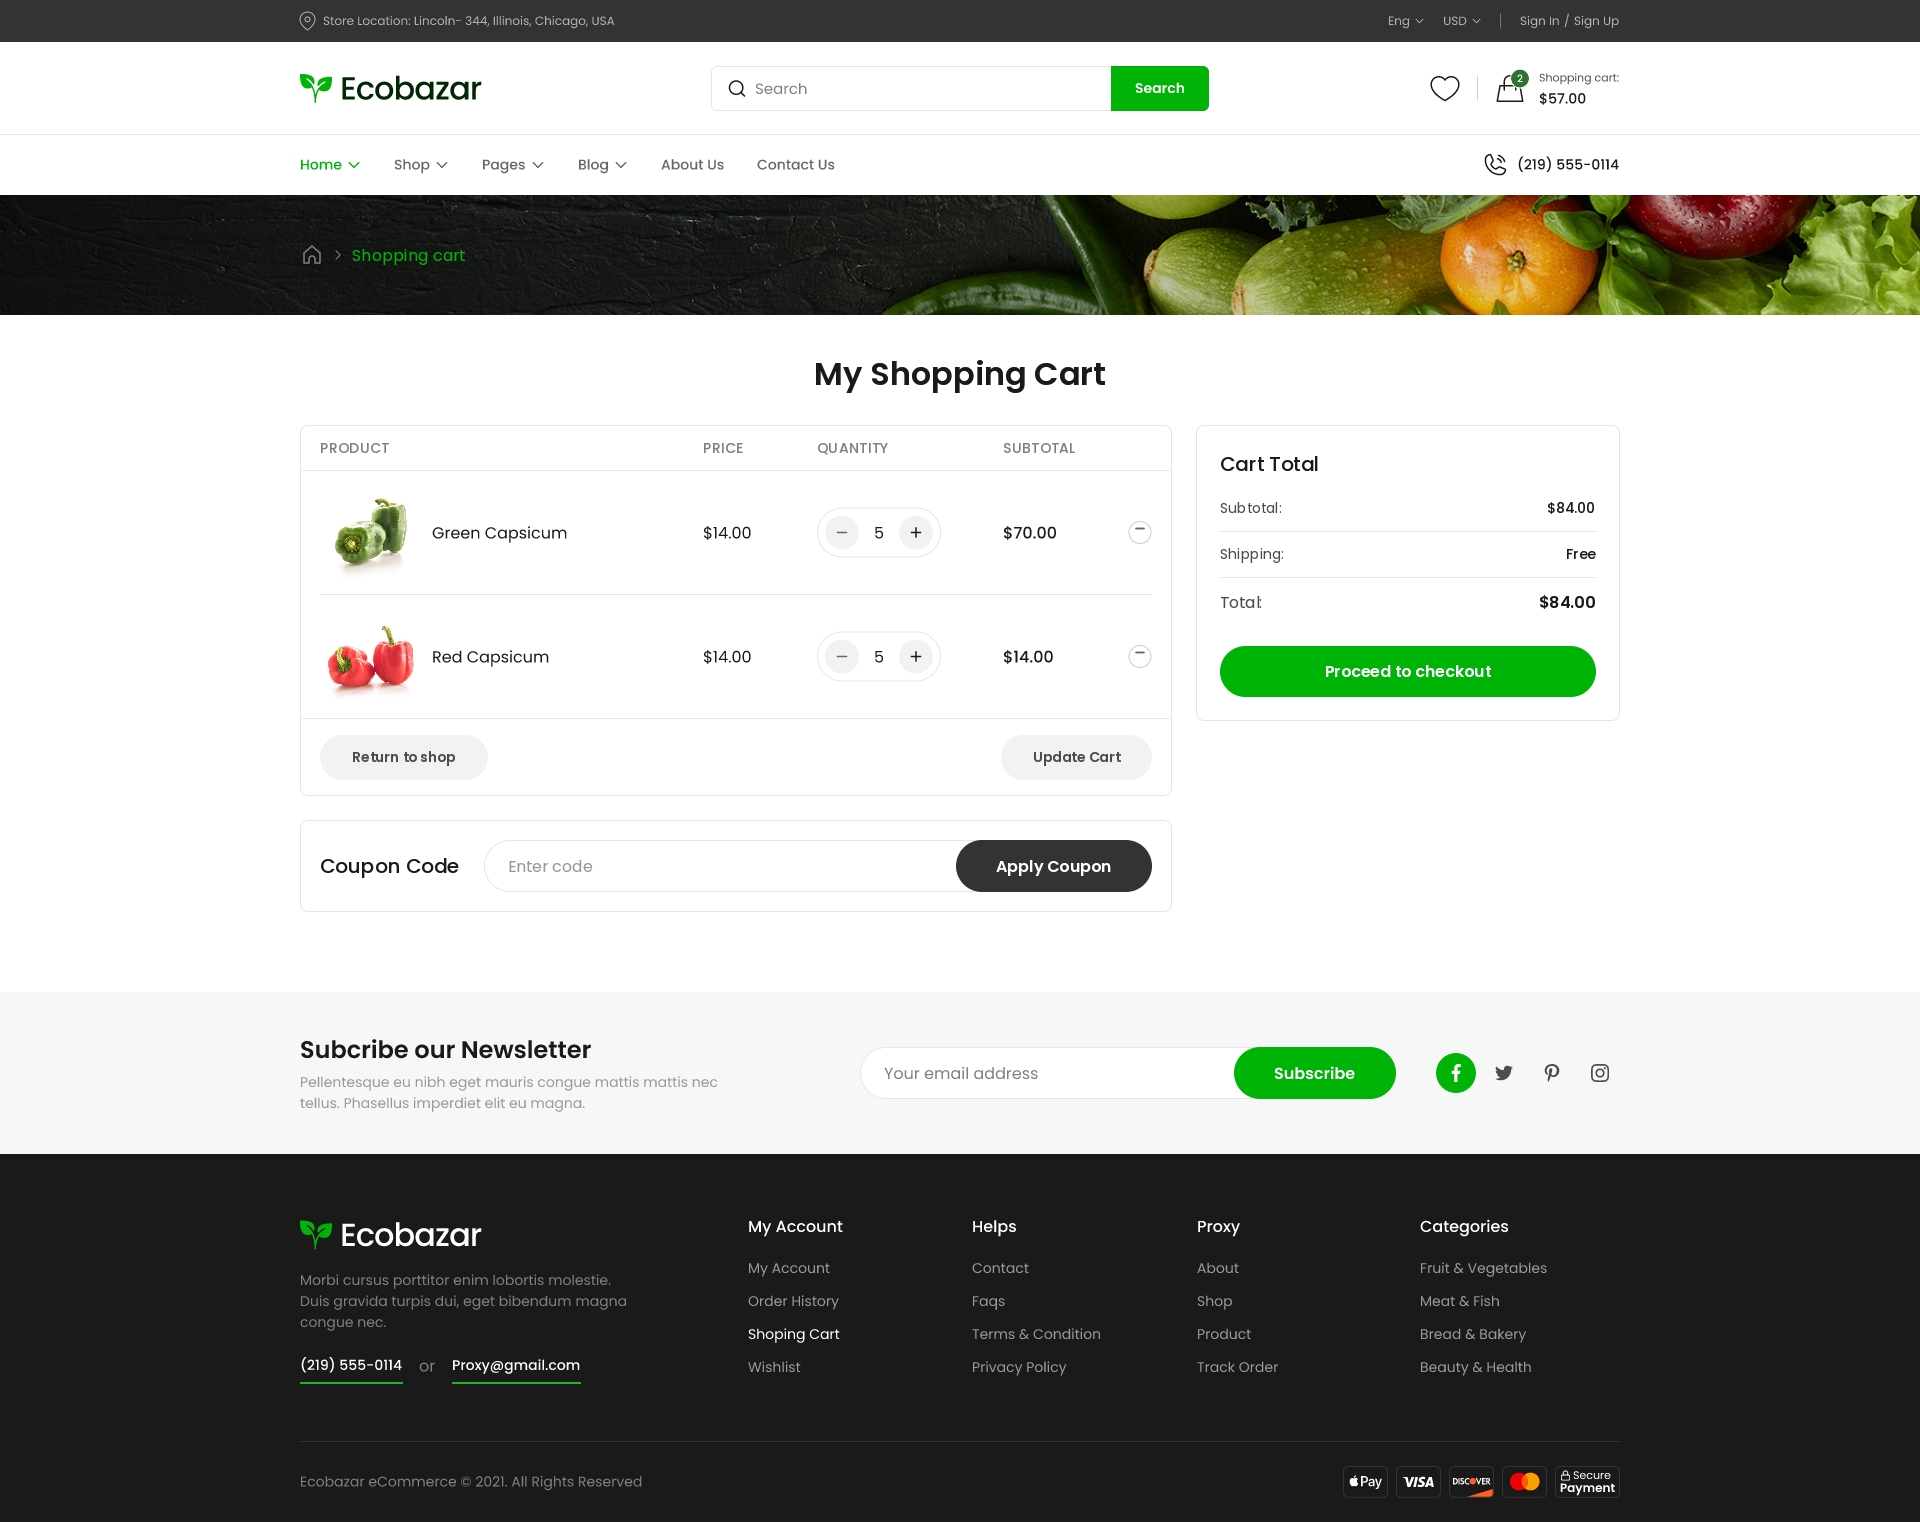 Store Location: Lincoln- 344, Illinois, Chicago, USA
Eng
USD
Sign In / Sign Up
Ecobazar
Search
Search
2
Shopping cart:
$57.00
Home
Shop
Pages
Blog
About Us
Contact Us
(219) 555-0114
Shopping cart
My Shopping Cart
PRODUCT
PRICE
QUANTITY
SUBTOTAL
Green Capsicum
$14.00
5
$70.00
Red Capsicum
$14.00
5
$14.00
Return to shop
Update Cart
Coupon Code
Enter code
Apply Coupon
Cart Total
Subtotal:
$84.00
Shipping:
Free
Total:
$84.00
Proceed to checkout
Subcribe our Newsletter
Pellentesque eu nibh eget mauris congue mattis mattis nec
tellus. Phasellus imperdiet elit eu magna.
Your email address
Subscribe
Ecobazar
Morbi cursus porttitor enim lobortis molestie.
Duis gravida turpis dui, eget bibendum magna
congue nec.
(219) 555-0114
or
Proxy@gmail.com
My Account
My Account
Order History
Shoping Cart
Wishlist
Helps
Contact
Faqs
Terms & Condition
Privacy Policy
Proxy
About
Shop
Product
Track Order
Categories
Fruit & Vegetables
Meat & Fish
Bread & Bakery
Beauty & Health
Ecobazar eCommerce © 2021. All Rights Reserved
Pay
VISA
DISCOVER
Secure
Payment